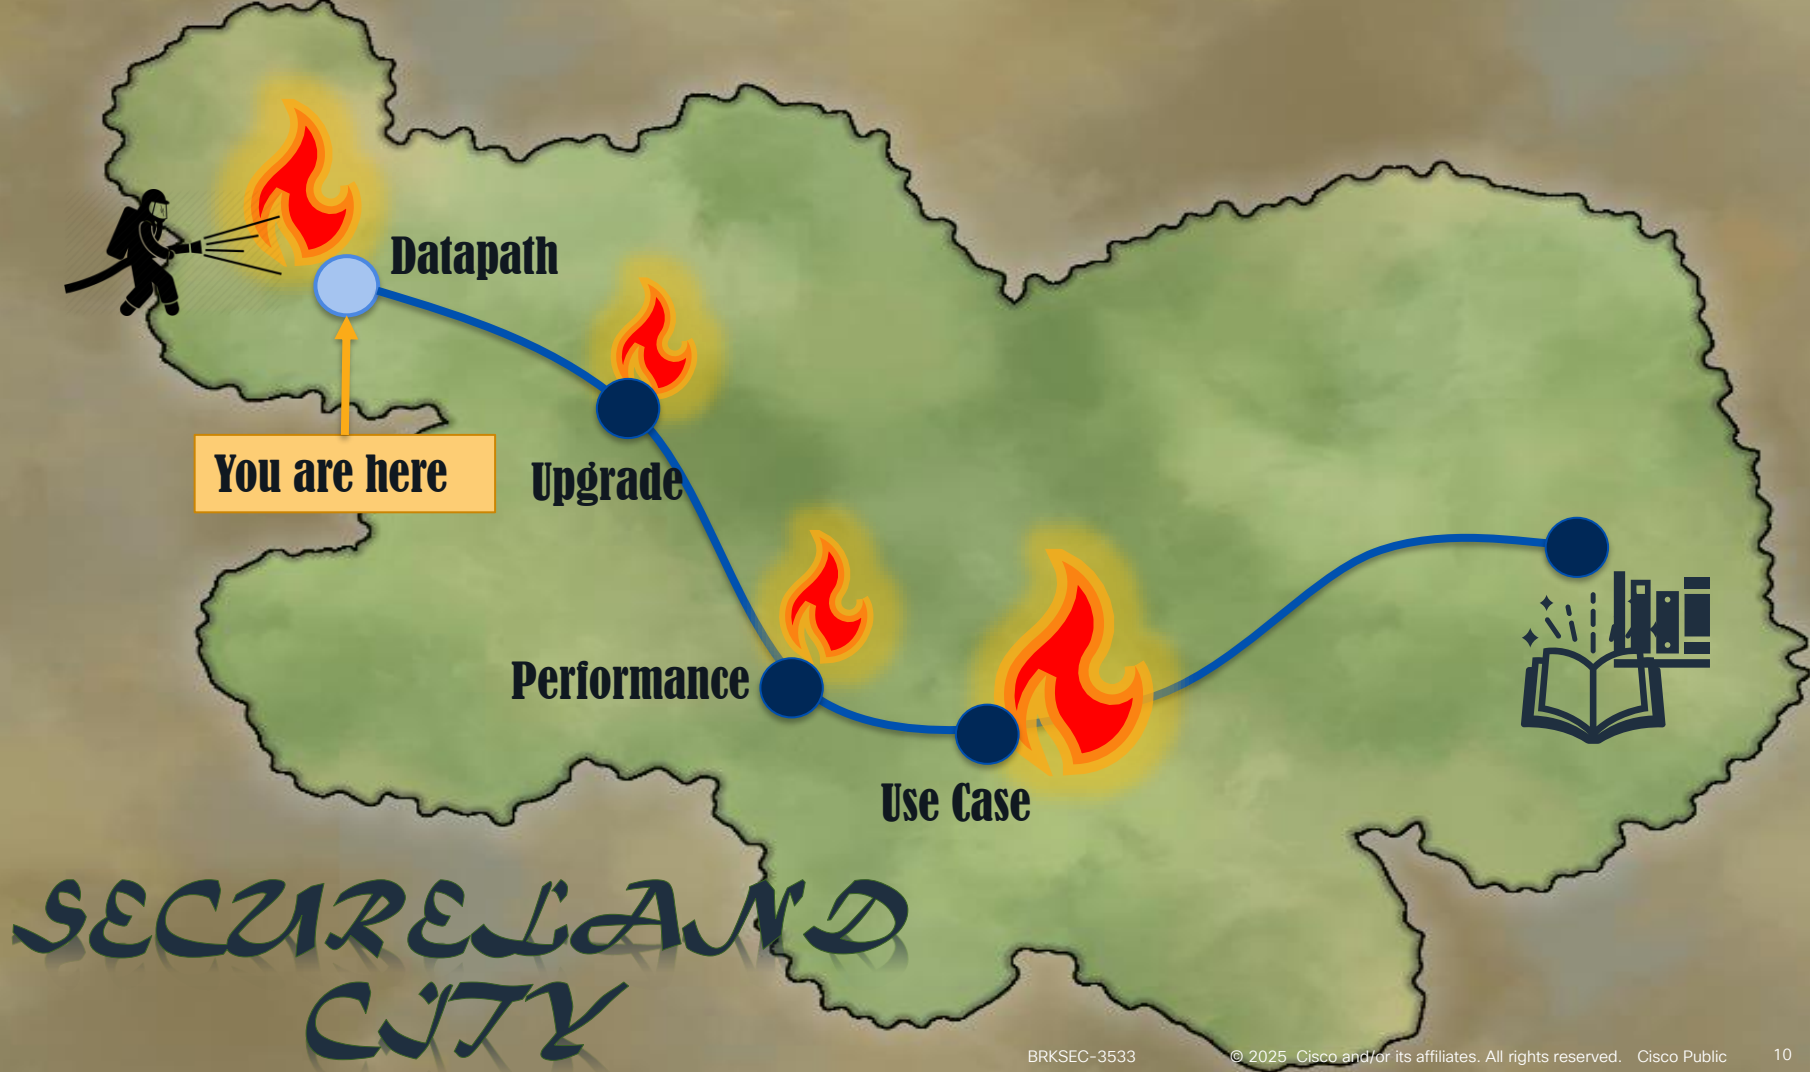 Datapath
You are here
Upgrade
Performance
Use Case
SECURELAND
CITY
BRKSEC-3533
© 2025 Cisco and/or its affiliates. All rights reserved. Cisco Public
10